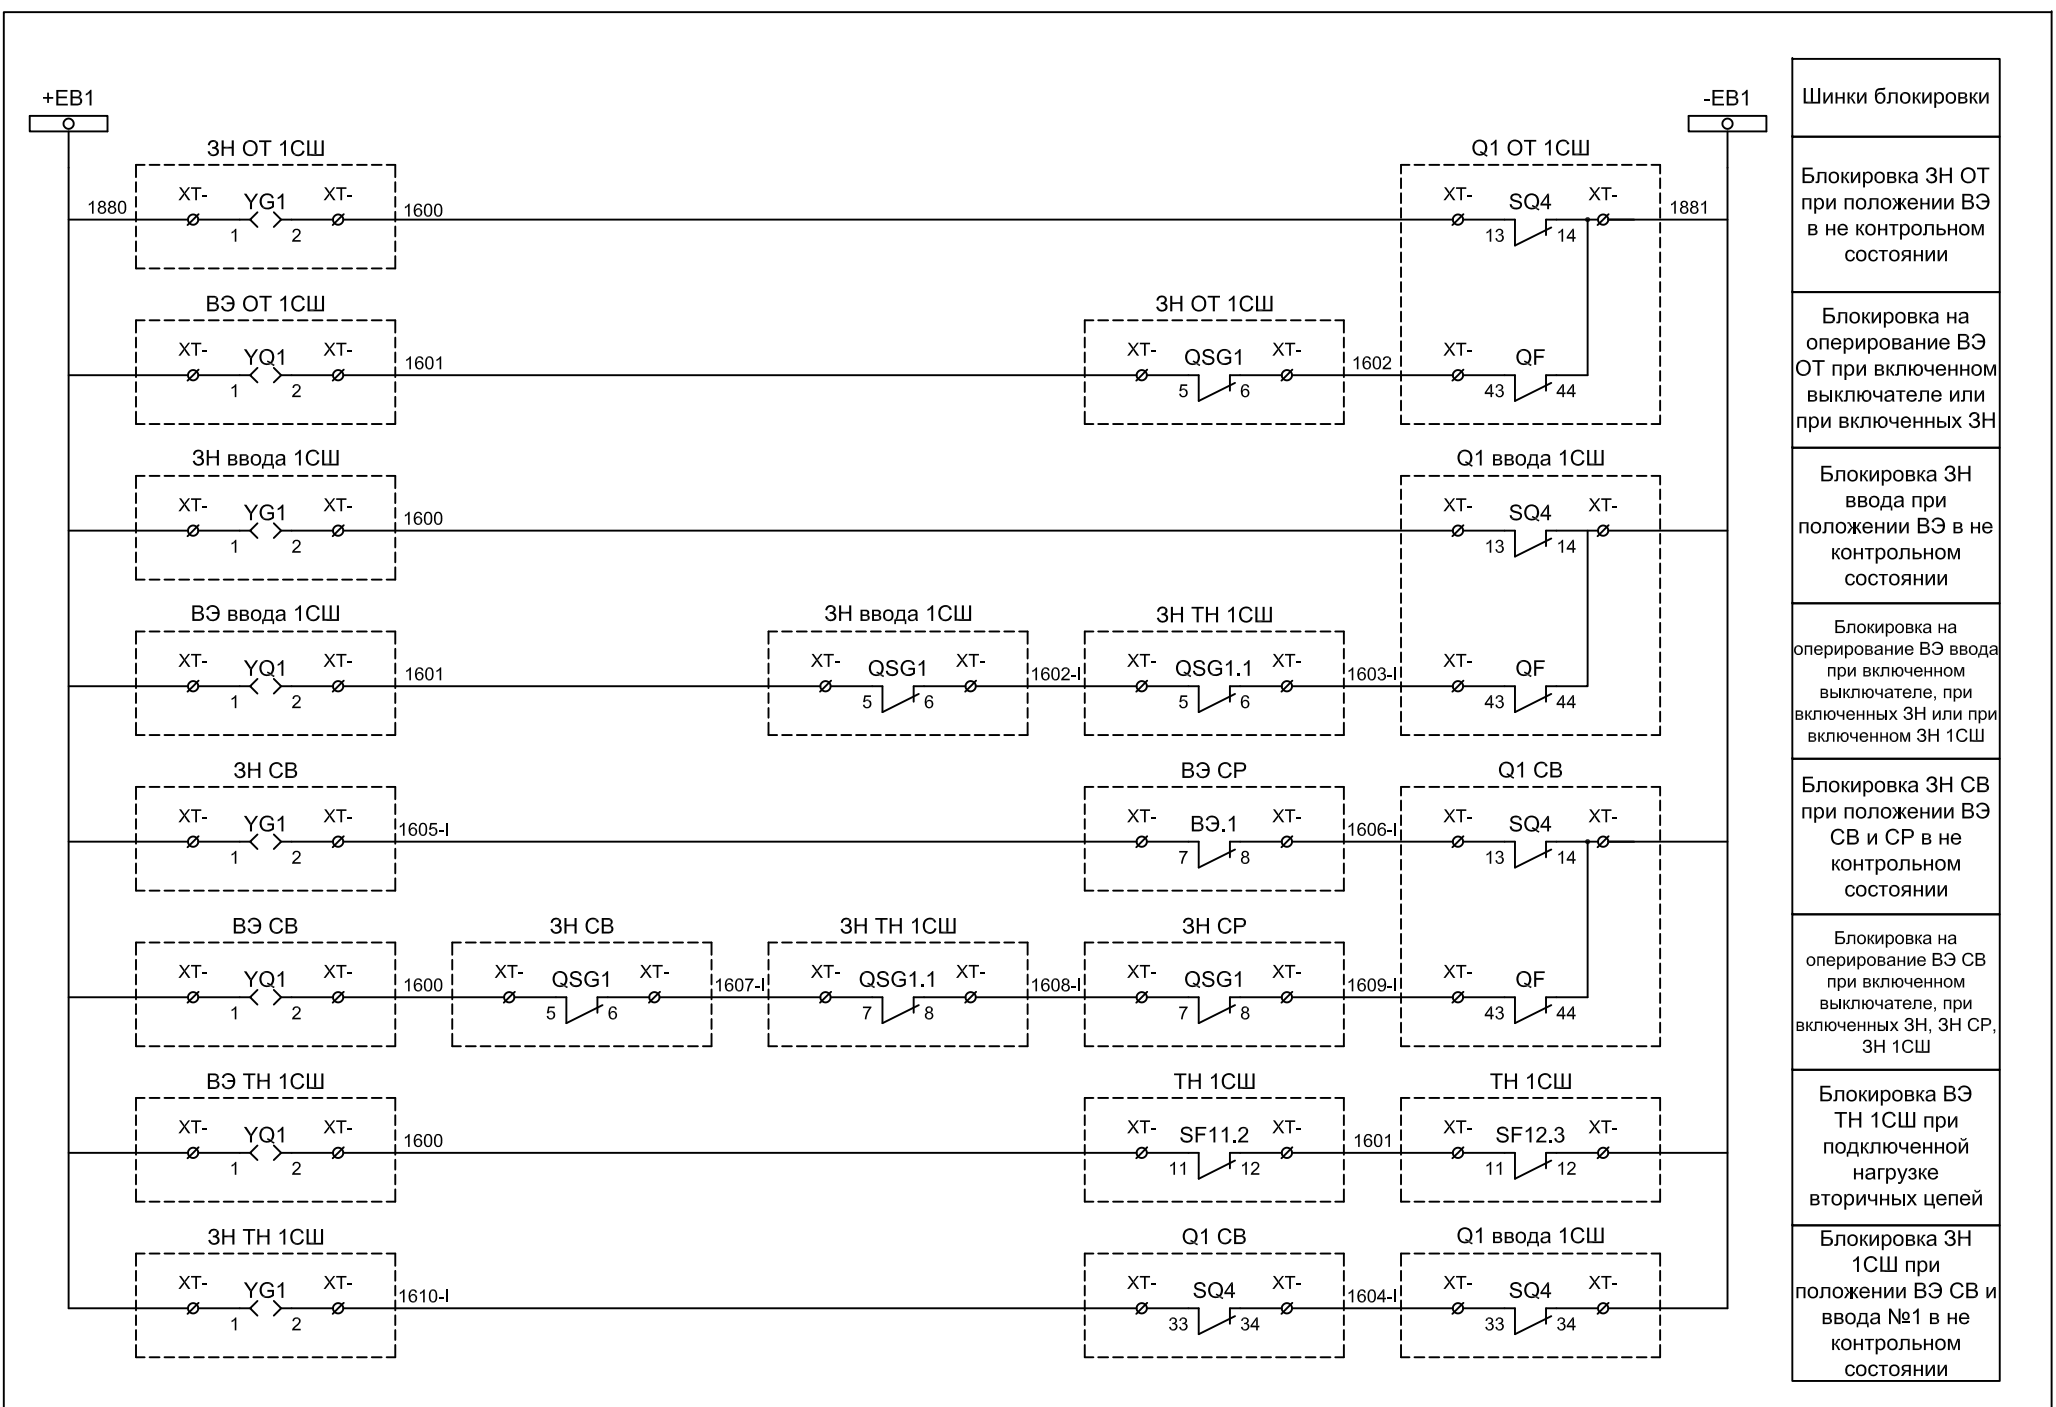 +EB1
-EB1
Шинки блокировки
ЗН ОТ 1СШ
Q1 ОТ 1СШ
XT- YG1 XT-
XT- SQ4 XT-
1880
1600
1881
1 2
13 14
Блокировка ЗН ОТ
при положении ВЭ
в не контрольном
состоянии
ВЭ ОТ 1СШ
ЗН ОТ 1СШ
XT- YQ1 XT-
XT- QSG1 XT-
XT- QF
1601
1602
1 2
5 6
43 44
Блокировка на
оперирование ВЭ
ОТ при включенном
выключателе или
при включенных ЗН
ЗН ввода 1СШ
Q1 ввода 1СШ
XT- YG1 XT-
XT- SQ4 XT-
1600
1 2
13 14
Блокировка ЗН
ввода при
положении ВЭ в не
контрольном
состоянии
ВЭ ввода 1СШ
ЗН ввода 1СШ
ЗН ТН 1СШ
XT- YQ1 XT-
XT- QSG1 XT-
XT- QSG1.1 XT-
XT- QF
1601
1602-I
1603-I
1 2
5 6
5 6
43 44
Блокировка на
оперирование ВЭ ввода
при включенном
выключателе, при
включенных ЗН или при
включенном ЗН 1СШ
ЗН СВ
ВЭ СР
Q1 СВ
XT- YG1 XT-
XT- ВЭ.1 XT-
XT- SQ4 XT-
1605-I
1606-I
1 2
7 8
13 14
Блокировка ЗН СВ
при положении ВЭ
СВ и СР в не
контрольном
состоянии
ВЭ СВ
ЗН СВ
ЗН ТН 1СШ
ЗН СР
XT- YQ1 XT-
XT- QSG1 XT-
XT- QSG1.1 XT-
XT- QSG1 XT-
XT- QF
1600
1607-I
1608-I
1609-I
1 2
5 6
7 8
7 8
43 44
Блокировка на
оперирование ВЭ СВ
при включенном
выключателе, при
включенных ЗН, ЗН СР,
ЗН 1СШ
ВЭ ТН 1СШ
ТН 1СШ
ТН 1СШ
XT- YQ1 XT-
XT- SF11.2 XT-
XT- SF12.3 XT-
1600
1601
1 2
11 12
11 12
Блокировка ВЭ
ТН 1СШ при
подключенной
нагрузке
вторичных цепей
ЗН ТН 1СШ
Q1 СВ
Q1 ввода 1СШ
XT- YG1 XT-
XT- SQ4 XT-
XT- SQ4 XT-
1610-I
1604-I
1 2
33 34
33 34
Блокировка ЗН
1СШ при
положении ВЭ СВ и
ввода №1 в не
контрольном
состоянии